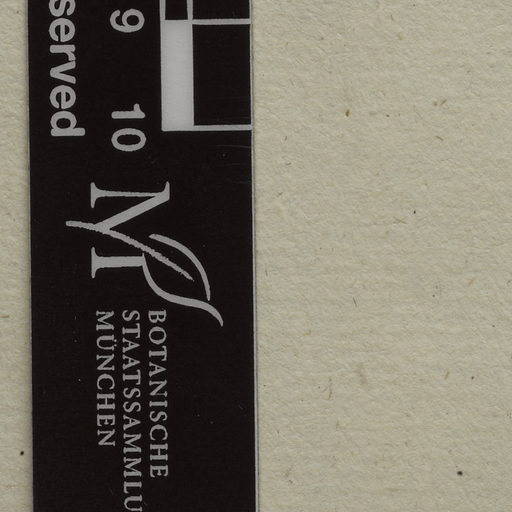 served
9 10
M
BOTANISCHE
STAATSSAMMLU
MÜNCHEN